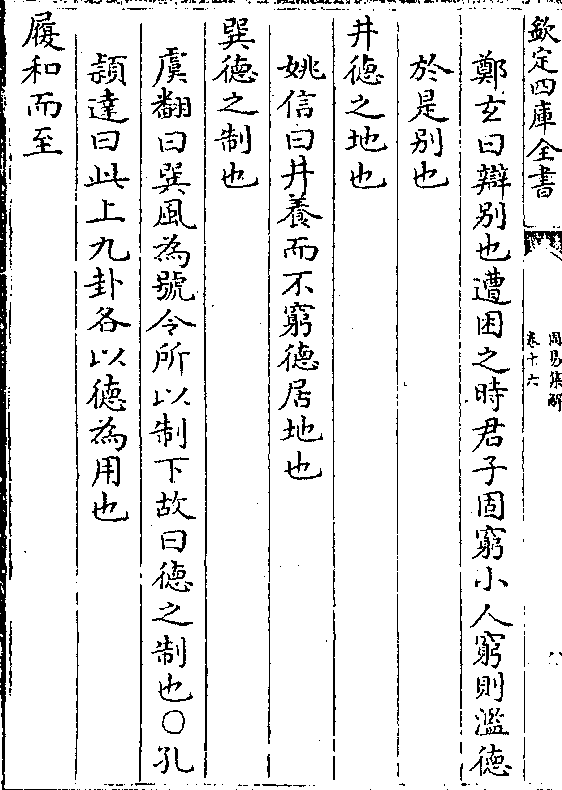 欽定四庫全書
周易集解
卷十六
八
鄭玄曰辯別也遭困之時君子固窮小人窮則濫德
於是別也
井德之地也
姚信曰井養而不窮德居地也
巽德之制也
虞翻曰巽風為號令所以制下故曰德之制也○孔
穎達曰此上九卦各以德為用也
履和而至